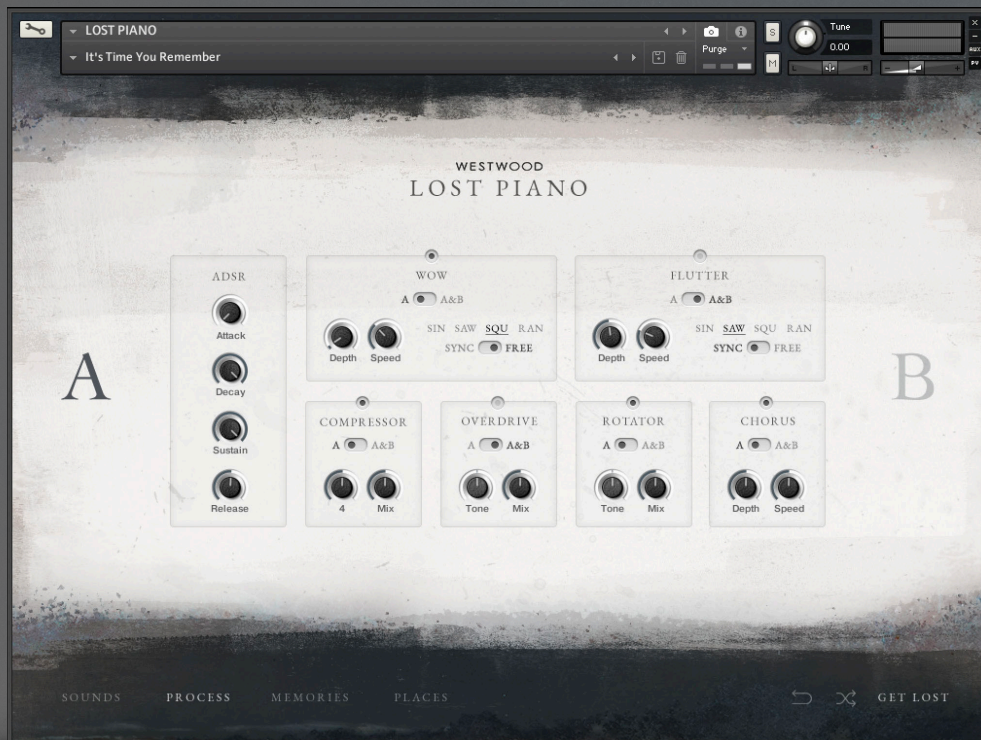 LOST PIANO
It's Time You Remember
Purge
S
M
Tune
0.00
L R
- +
×
-
AUX
PV
WESTWOOD
LOST PIANO
ADSR
Attack
Decay
Sustain
Release
WOW
A A&B
Depth Speed
SIN SAW SQU RAN
SYNC FREE
FLUTTER
A A&B
Depth Speed
SIN SAW SQU RAN
SYNC FREE
COMPRESSOR
A A&B
4 Mix
OVERDRIVE
A A&B
Tone Mix
ROTATOR
A A&B
Tone Mix
CHORUS
A A&B
Depth Speed
A
B
SOUNDS PROCESS MEMORIES PLACES GET LOST